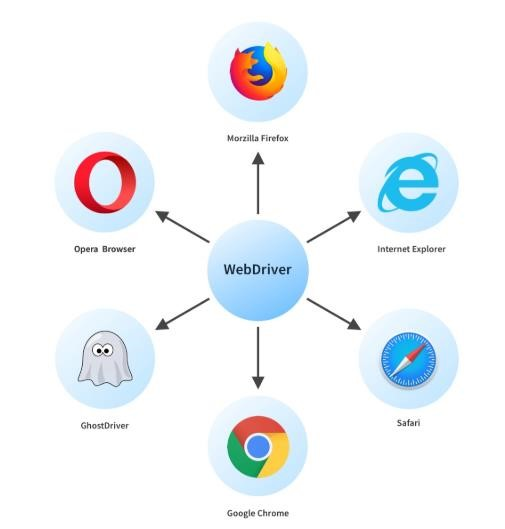 Morzilla Firefox
Opera Browser
Internet Explorer
WebDriver
GhostDriver
Safari
Google Chrome